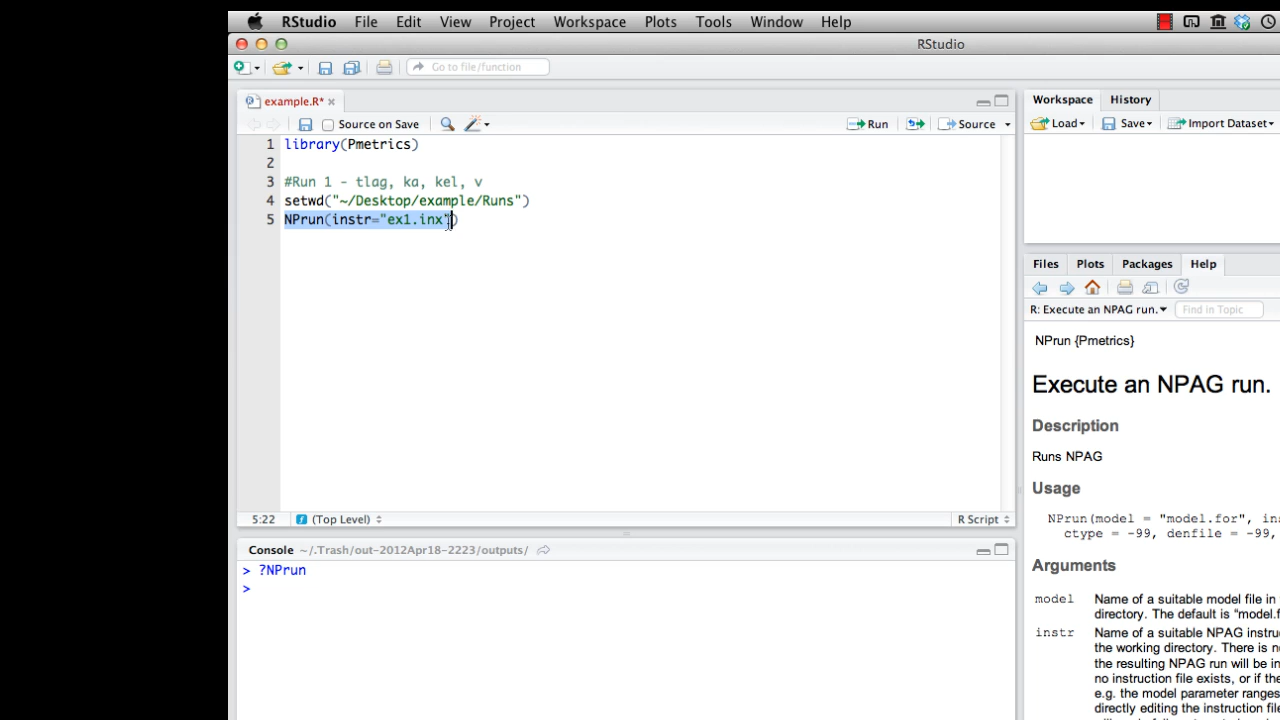 RStudio File Edit View Project Workspace Plots Tools Window Help
RStudio
Go to file/function
example.R*
Source on Save Run Source
1 library(Pmetrics)
2
3 #Run 1 - tlag, ka, kel, v
4 setwd("~/Desktop/example/Runs")
5 NPrun(instr="ex1.inx")
5:22 (Top Level) R Script
Console ~/.Trash/out-2012Apr18-2223/outputs/
> ?NPrun
>
Workspace History
Load Save Import Dataset
Files Plots Packages Help
R: Execute an NPAG run. Find in Topic
NPrun {Pmetrics}
Execute an NPAG run.
Description
Runs NPAG
Usage
NPrun(model = "model.for", ins
ctype = -99, denfile = -99,
Arguments
model Name of a suitable model file in
directory. The default is "model.f
instr Name of a suitable NPAG instru
the working directory. There is no
the resulting NPAG run will be in
no instruction file exists, or if the
e.g. the model parameter ranges
directly editing the instruction file